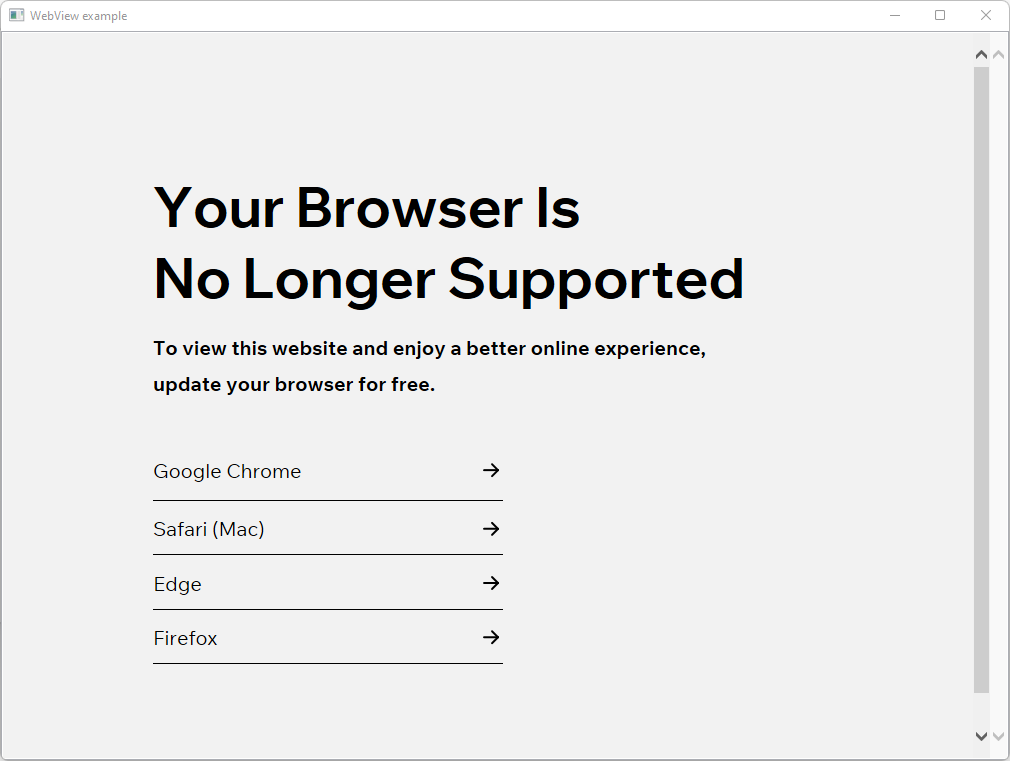 WebView example
Your Browser Is
No Longer Supported
To view this website and enjoy a better online experience,
update your browser for free.
Google Chrome
Safari (Mac)
Edge
Firefox